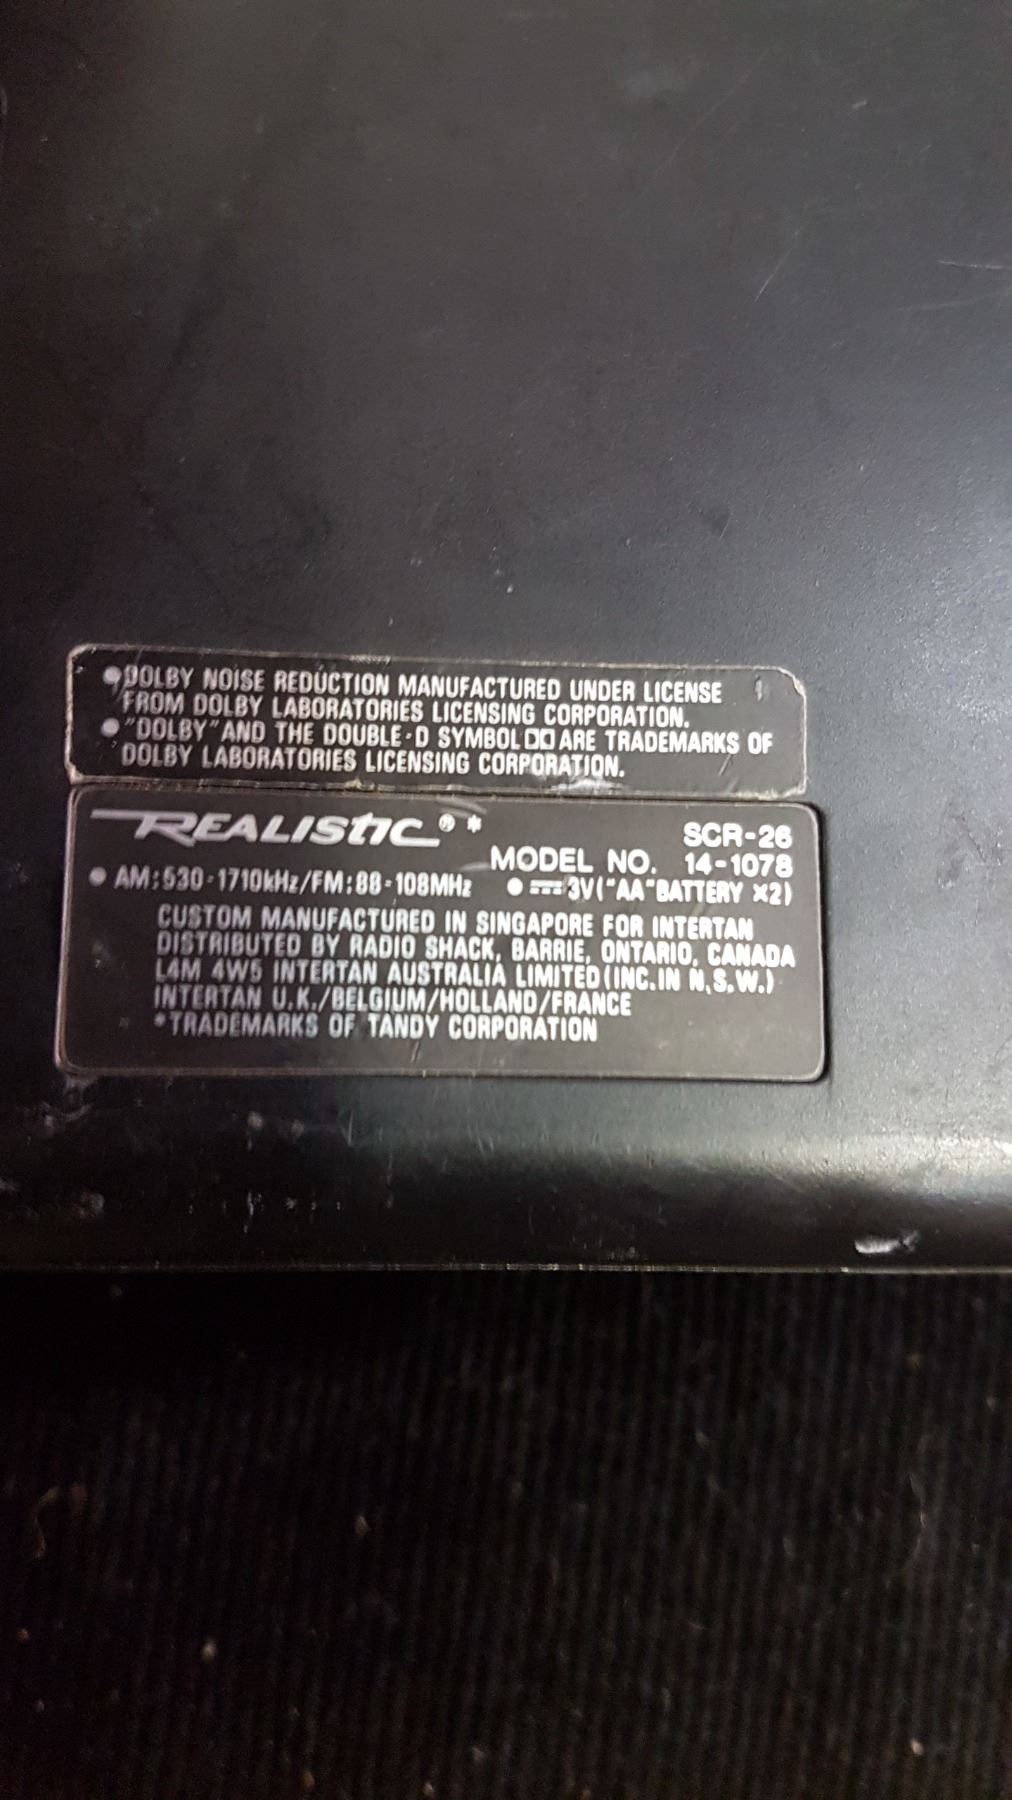 ●DOLBY NOISE REDUCTION MANUFACTURED UNDER LICENSE
FROM DOLBY LABORATORIES LICENSING CORPORATION.
●"DOLBY" AND THE DOUBLE-D SYMBOL ARE TRADEMARKS OF
DOLBY LABORATORIES LICENSING CORPORATION.
REALISTIC®*
SCR-26
MODEL NO. 14-1078
●AM:530-1710kHz/FM:88-108MHz ●⎓3V("AA"BATTERY ×2)
CUSTOM MANUFACTURED IN SINGAPORE FOR INTERTAN
DISTRIBUTED BY RADIO SHACK, BARRIE, ONTARIO, CANADA
L4M 4W5 INTERTAN AUSTRALIA LIMITED(INC.IN N.S.W.)
INTERTAN U.K./BELGIUM/HOLLAND/FRANCE
*TRADEMARKS OF TANDY CORPORATION